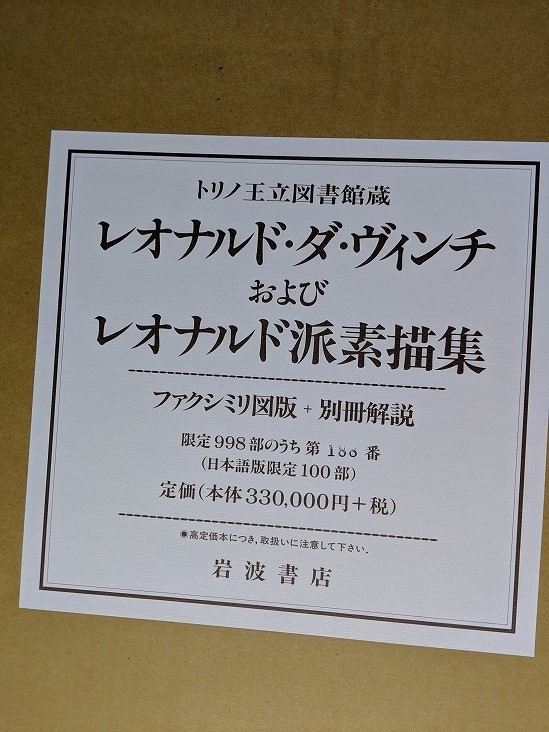 トリノ王立図書館蔵
レオナルド・ダ・ヴィンチ
および
レオナルド派素描集
ファクシミリ図版 + 別冊解説
限定998部のうち 第 188 番
(日本語版限定100部)
定価(本体330,000円+税)
◉高定価本につき，取扱いに注意して下さい．
岩波書店